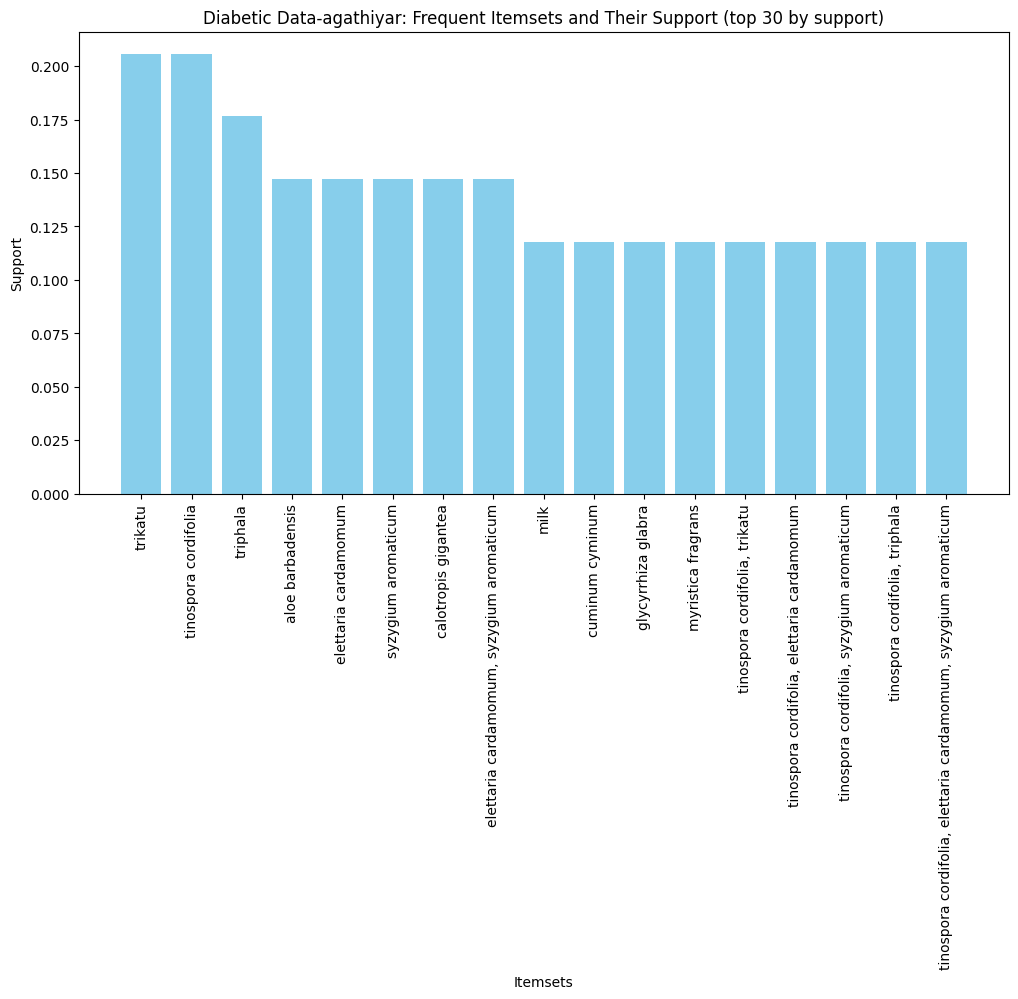 Diabetic Data-agathiyar: Frequent Itemsets and Their Support (top 30 by support)
Support
0.200
0.175
0.150
0.125
0.100
0.075
0.050
0.025
0.000
trikatu
tinospora cordifolia
triphala
aloe barbadensis
elettaria cardamomum
syzygium aromaticum
calotropis gigantea
elettaria cardamomum, syzygium aromaticum
milk
cuminum cyminum
glycyrrhiza glabra
myristica fragrans
tinospora cordifolia, trikatu
tinospora cordifolia, elettaria cardamomum
tinospora cordifolia, syzygium aromaticum
tinospora cordifolia, triphala
tinospora cordifolia, elettaria cardamomum, syzygium aromaticum
Itemsets